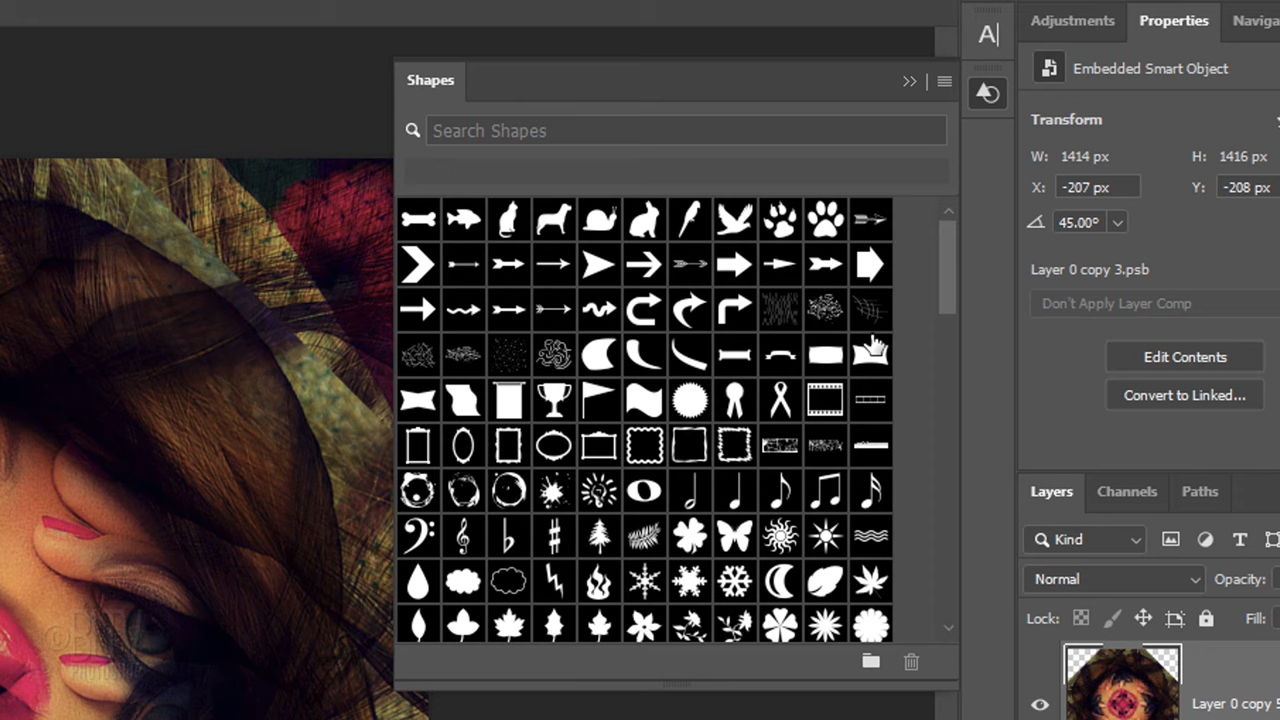 Shapes
Search Shapes
A|
Adjustments Properties
Embedded Smart Object
Transform
W: 1414 px H: 1416 px
X: -207 px Y: -208 px
45.00°
Layer 0 copy 3.psb
Don't Apply Layer Comp
Edit Contents
Convert to Linked...
Layers Channels Paths
Kind
Normal Opacity:
Lock: Fill:
Layer 0 copy